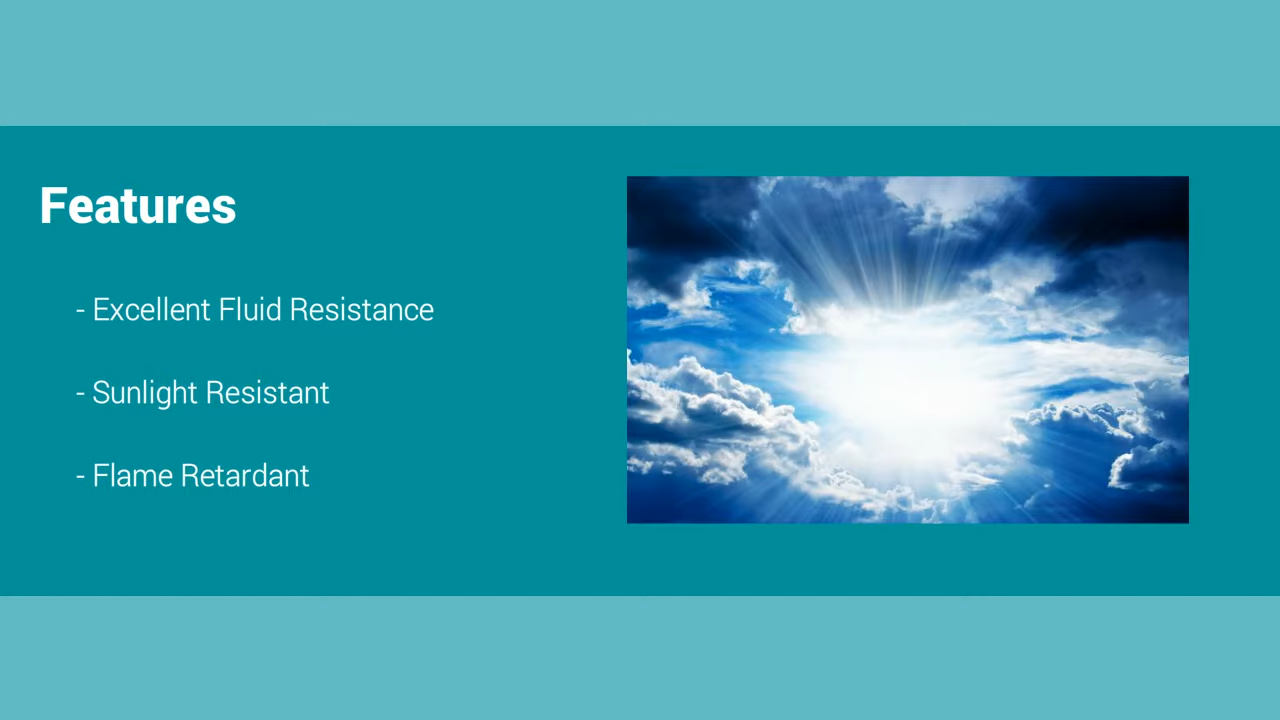 Features
- Excellent Fluid Resistance
- Sunlight Resistant
- Flame Retardant